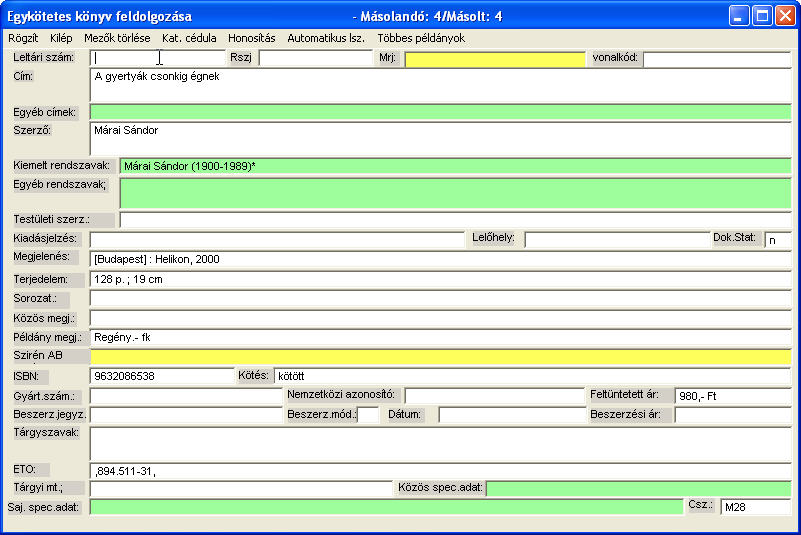 Egykötetes könyv feldolgozása - Másolandó: 4/Másolt: 4
Rögzít Kilép Mezők törlése Kat. cédula Honosítás Automatikus lsz. Többes példányok
Leltári szám: Rszj Mrj: vonalkód:
Cím: A gyertyák csonkig égnek
Egyéb címek:
Szerző: Márai Sándor
Kiemelt rendszavak: Márai Sándor (1900-1989)*
Egyéb rendszavak;
Testületi szerz.:
Kiadásjelzés: Lelőhely: Dok.Stat: n
Megjelenés: [Budapest] : Helikon, 2000
Terjedelem: 128 p. ; 19 cm
Sorozat.:
Közös megj.:
Példány megj.: Regény.- fk
Szirén AB
ISBN: 9632086538 Kötés: kötött
Gyárt.szám.: Nemzetközi azonosító: Feltüntetett ár: 980,- Ft
Beszerz.jegyz. Beszerz.mód.: Dátum: Beszerzési ár:
Tárgyszavak:
ETO: ,894.511-31,
Tárgyi mt.; Közös spec.adat:
Saj. spec.adat: Csz.: M28